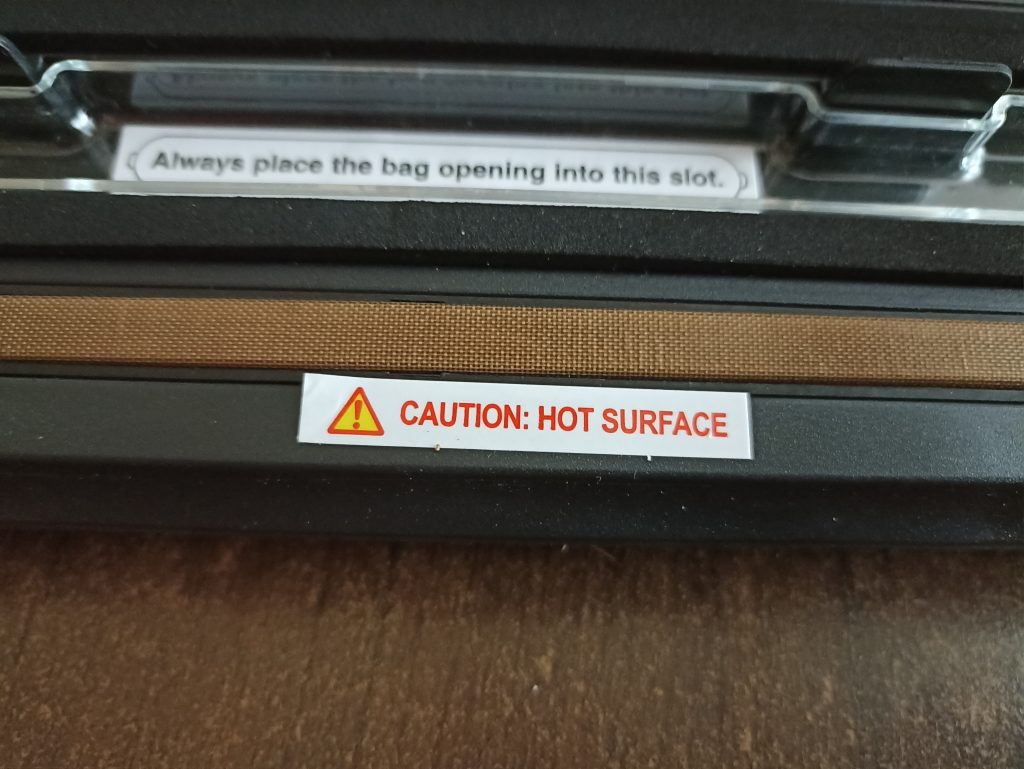 Always place the bag opening into this slot.
CAUTION: HOT SURFACE